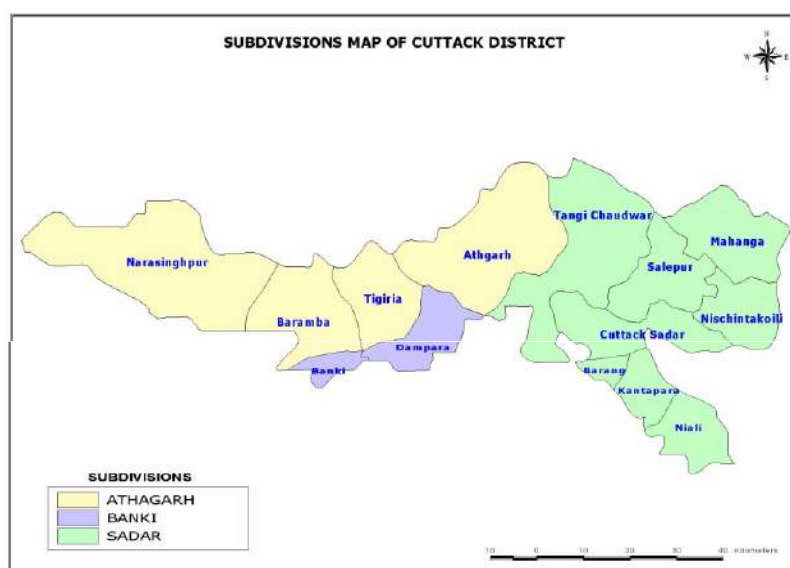 SUBDIVISIONS MAP OF CUTTACK DISTRICT
N
W E
S
Tangi Chaudwar
Mahanga
Athgarh
Narasinghpur
Salepur
Tigiria
Nischintakoili
Baramba
Cuttack Sadar
Dampara
Banki
Barang
Kantapara
Niali
SUBDIVISIONS
ATHAGARH
BANKI
SADAR
10 0 10 20 30 40 Kilometers